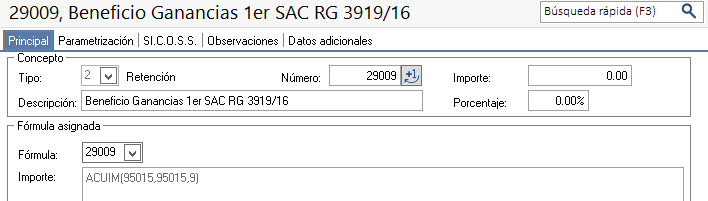 29009, Beneficio Ganancias 1er SAC RG 3919/16
Búsqueda rápida (F3)
Principal Parametrización SI.C.O.S.S. Observaciones Datos adicionales
Concepto
Tipo: 2 Retención Número: 29009 +1 Importe: 0.00
Descripción: Beneficio Ganancias 1er SAC RG 3919/16 Porcentaje: 0.00%
Fórmula asignada
Fórmula: 29009
Importe: ACUIM(95015,95015,9)